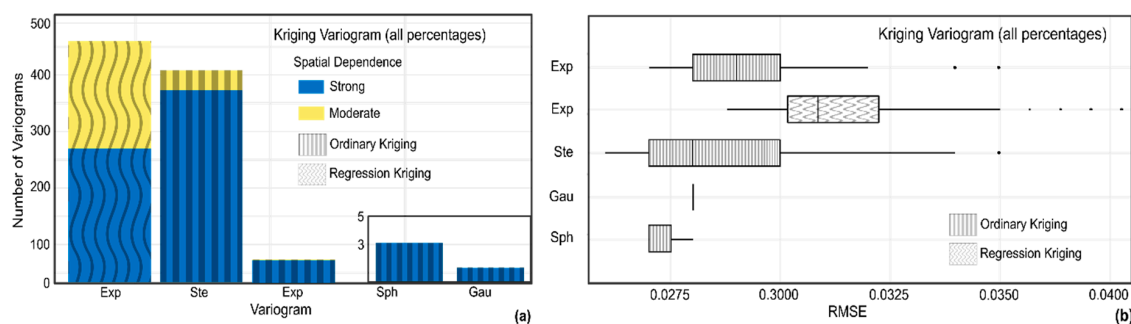 Kriging Variogram (all percentages)
Spatial Dependence
Strong
Moderate
Ordinary Kriging
Regression Kriging
Number of Variograms
500
400
300
200
100
0
5
3
Exp
Ste
Exp
Sph
Gau
Variogram
(a)
Kriging Variogram (all percentages)
Exp
Exp
Ste
Gau
Sph
Ordinary Kriging
Regression Kriging
0.0275
0.3000
0.0325
0.0350
0.0400
RMSE
(b)